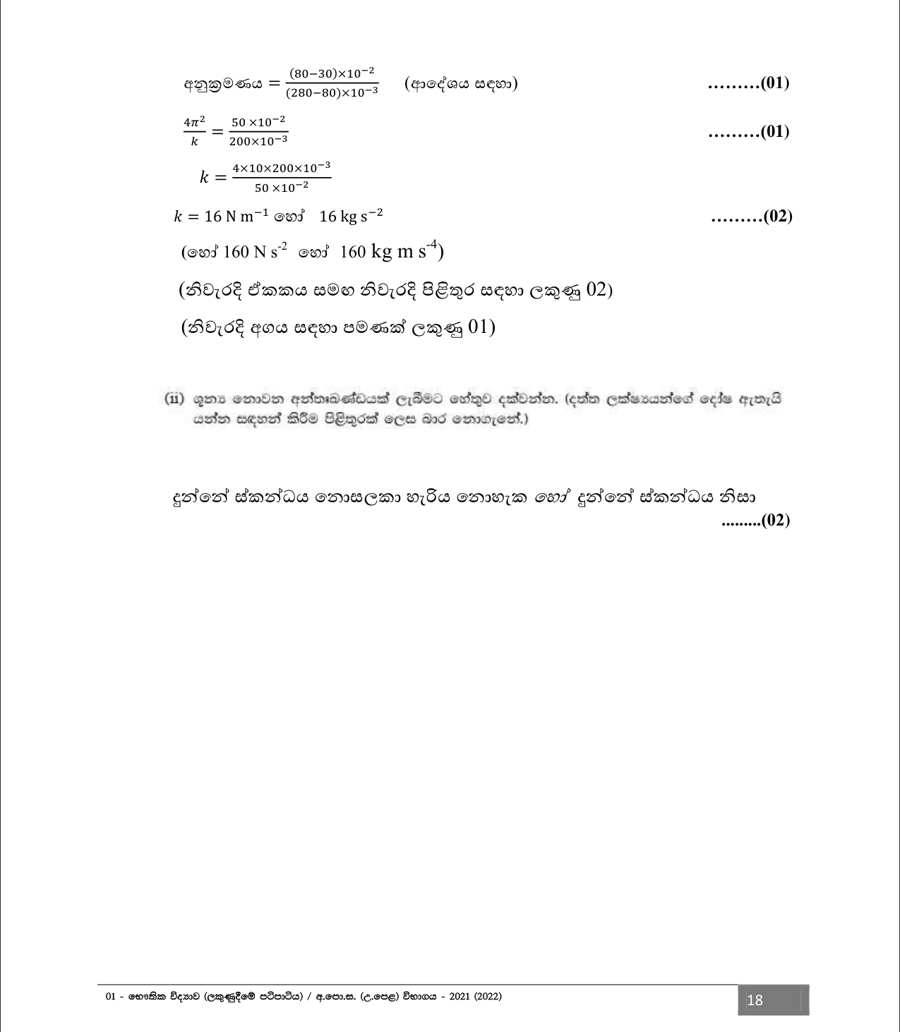 අනුක්‍රමණය = (80−30)×10⁻² / (280−80)×10⁻³ (ආදේශය සඳහා) .........(01)
4π² / k = 50 ×10⁻² / 200×10⁻³ .........(01)
k = 4×10×200×10⁻³ / 50 ×10⁻²
k = 16 N m⁻¹ හෝ 16 kg s⁻² .........(02)
(හෝ 160 N s⁻² හෝ 160 kg m s⁻⁴)
(නිවැරදි ඒකකය සමඟ නිවැරදි පිළිතුර සඳහා ලකුණු 02)
(නිවැරදි අගය සඳහා පමණක් ලකුණු 01)
(ii) ශූන්‍ය නොවන අන්තඃඛණ්ඩයක් ලැබීමට හේතුව දක්වන්න. (දත්ත ලක්ෂ්‍යයන්ගේ දෝෂ ඇතැයි
යන්න සඳහන් කිරීම පිළිතුරක් ලෙස බාර නොගැනේ.)
දුන්නේ ස්කන්ධය නොසලකා හැරිය නොහැක හෝ දුන්නේ ස්කන්ධය නිසා
.........(02)
01 - භෞතික විද්‍යාව (ලකුණුදීමේ පටිපාටිය) / අ.පො.ස. (උ.පෙළ) විභාගය - 2021 (2022)
18